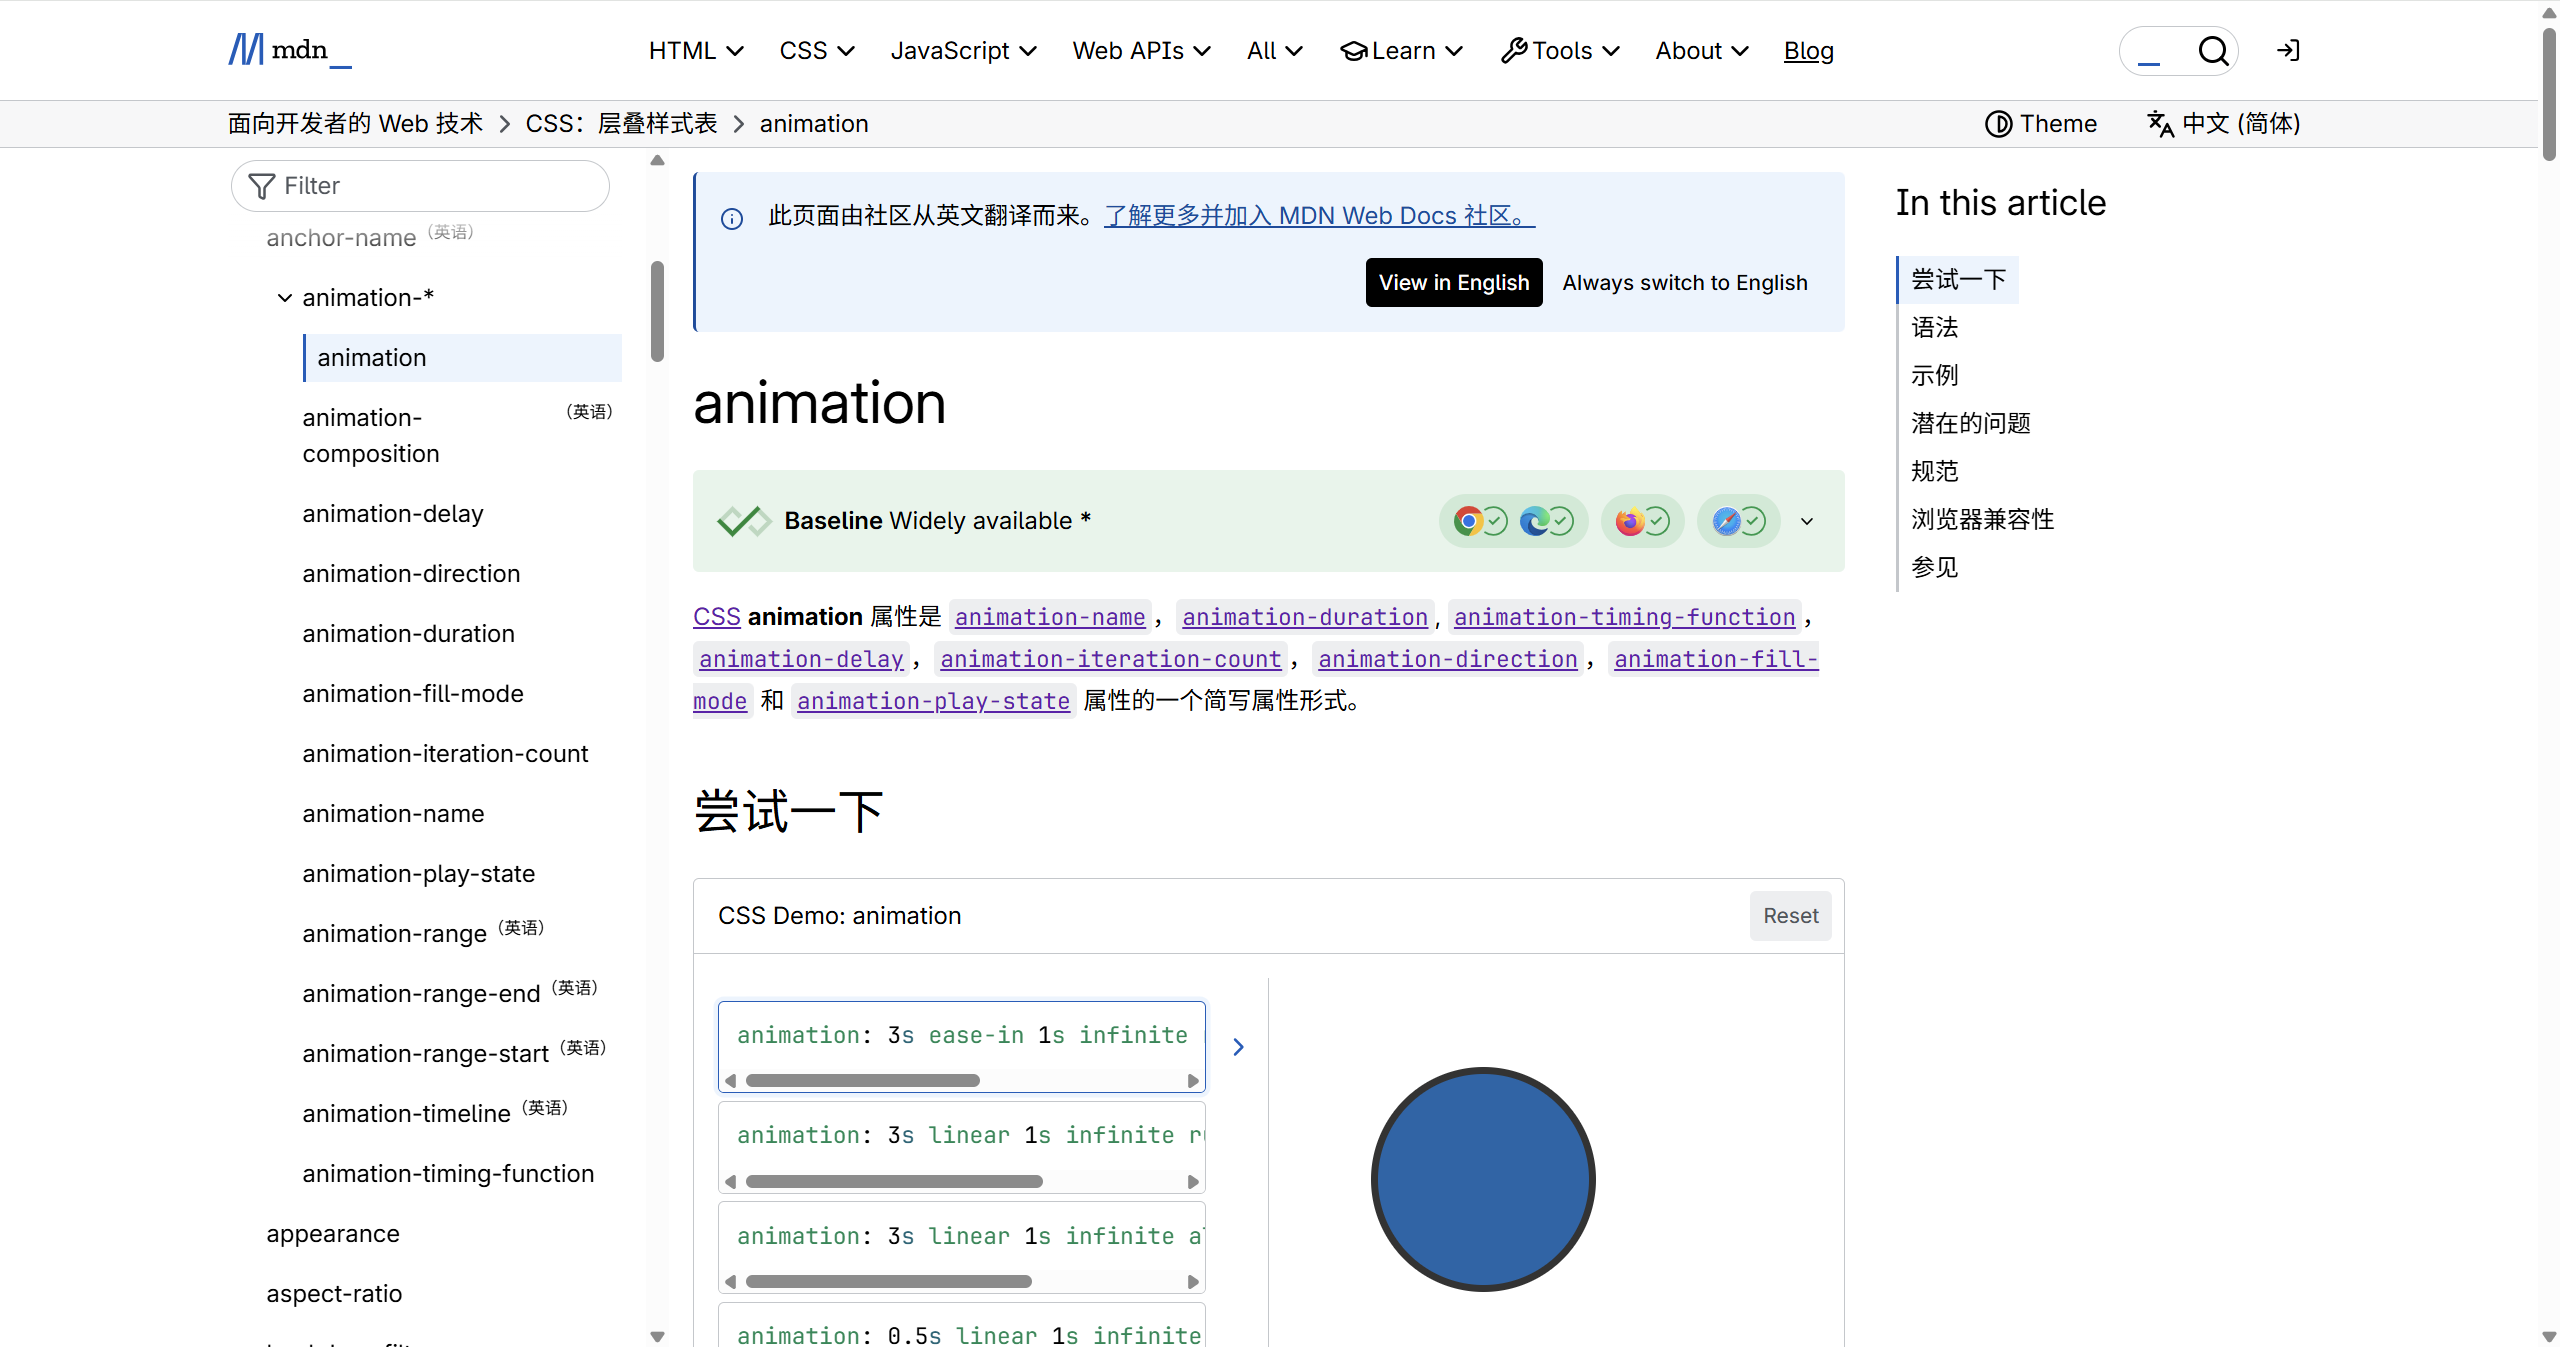 mdn_
HTML CSS JavaScript Web APIs All Learn Tools About Blog
面向开发者的 Web 技术 CSS：层叠样式表 animation
Theme 中文 (简体)
Filter
anchor-name (英语)
animation-*
animation
animation-composition (英语)
animation-delay
animation-direction
animation-duration
animation-fill-mode
animation-iteration-count
animation-name
animation-play-state
animation-range (英语)
animation-range-end (英语)
animation-range-start (英语)
animation-timeline (英语)
animation-timing-function
appearance
aspect-ratio
此页面由社区从英文翻译而来。了解更多并加入 MDN Web Docs 社区。
View in English Always switch to English
animation
Baseline Widely available *
CSS animation 属性是 animation-name，animation-duration, animation-timing-function，
animation-delay，animation-iteration-count，animation-direction，animation-fill-
mode 和 animation-play-state 属性的一个简写属性形式。
尝试一下
CSS Demo: animation
Reset
animation: 3s ease-in 1s infinite
animation: 3s linear 1s infinite
animation: 3s linear 1s infinite
animation: 0.5s linear 1s infinite
In this article
尝试一下
语法
示例
潜在的问题
规范
浏览器兼容性
参见